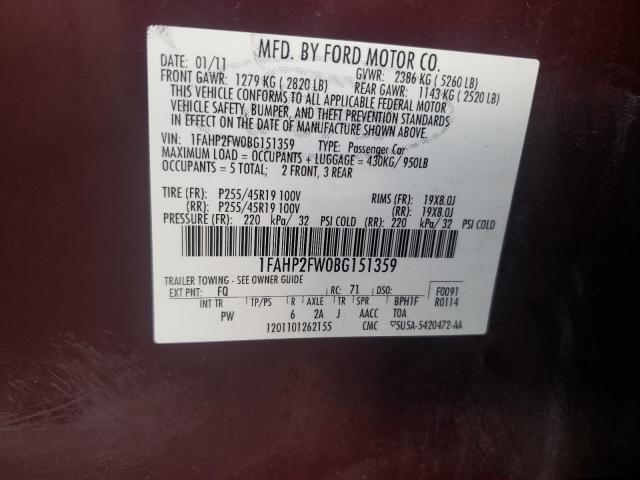 MFD. BY FORD MOTOR CO.
DATE: 01/11 GVWR: 2386 KG ( 5260 LB)
FRONT GAWR: 1279 KG ( 2820 LB) REAR GAWR: 1143 KG ( 2520 LB)
THIS VEHICLE CONFORMS TO ALL APPLICABLE FEDERAL MOTOR
VEHICLE SAFETY, BUMPER, AND THEFT PREVENTION STANDARDS
IN EFFECT ON THE DATE OF MANUFACTURE SHOWN ABOVE.
VIN: 1FAHP2FW0BG151359 TYPE: Passenger Car
MAXIMUM LOAD = OCCUPANTS + LUGGAGE = 430KG/ 950LB
OCCUPANTS = 5 TOTAL; 2 FRONT, 3 REAR
TIRE (FR): P255/45R19 100V RIMS (FR): 19X8.0J
(RR): P255/45R19 100V (RR): 19X8.0J
PRESSURE (FR): 220 kPa/ 32 PSI COLD (RR): 220 kPa/ 32 PSI COLD
1FAHP2FW0BG151359
TRAILER TOWING - SEE OWNER GUIDE
EXT PNT: FQ RC: 71 DSO: F0091
INT TR TP/PS R AXLE TR SPR BPH1F R0114
PW 6 2A J AACC TOA
1201101262155 CMC 5U5A-5420472-AA